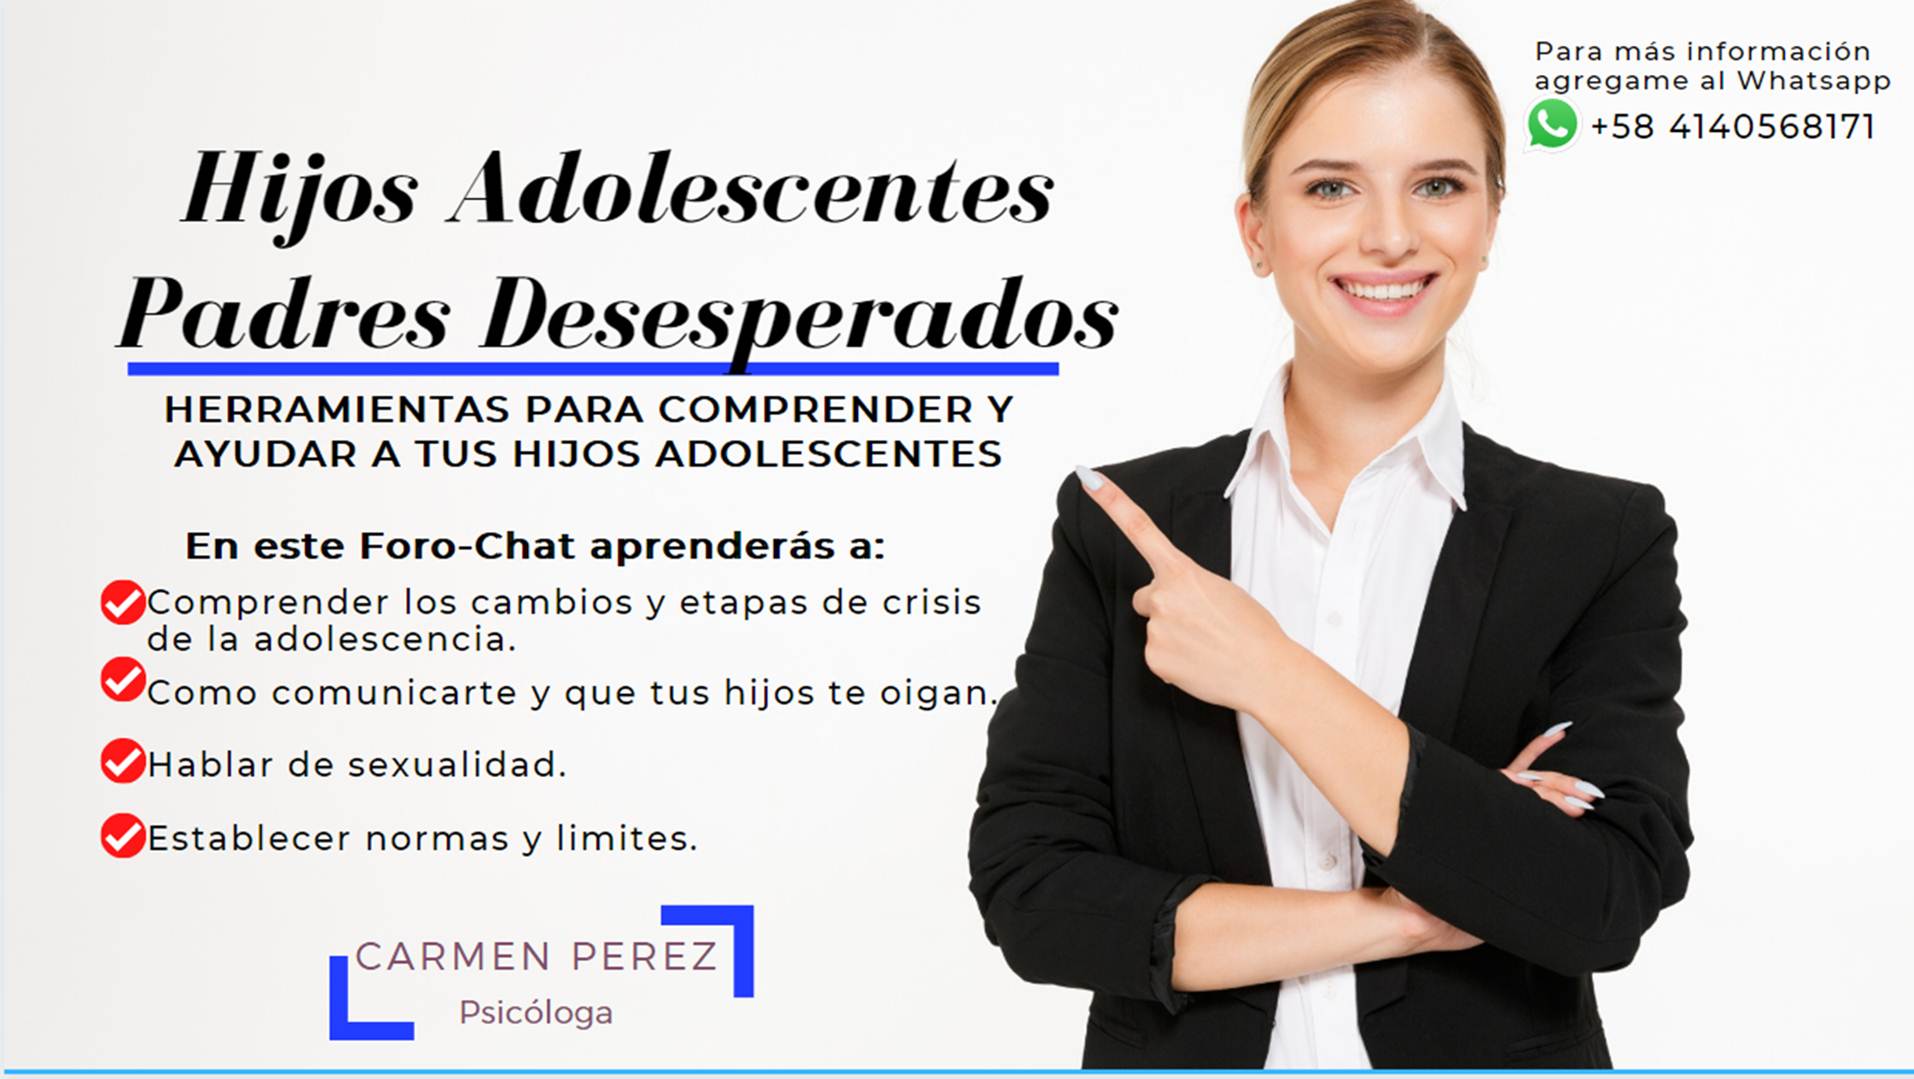 Para más información
agregame al Whatsapp
+58 4140568171
Hijos Adolescentes
Padres Desesperados
HERRAMIENTAS PARA COMPRENDER Y
AYUDAR A TUS HIJOS ADOLESCENTES
En este Foro-Chat aprenderás a:
Comprender los cambios y etapas de crisis
de la adolescencia.
Como comunicarte y que tus hijos te oigan.
Hablar de sexualidad.
Establecer normas y limites.
CARMEN PEREZ
Psicóloga